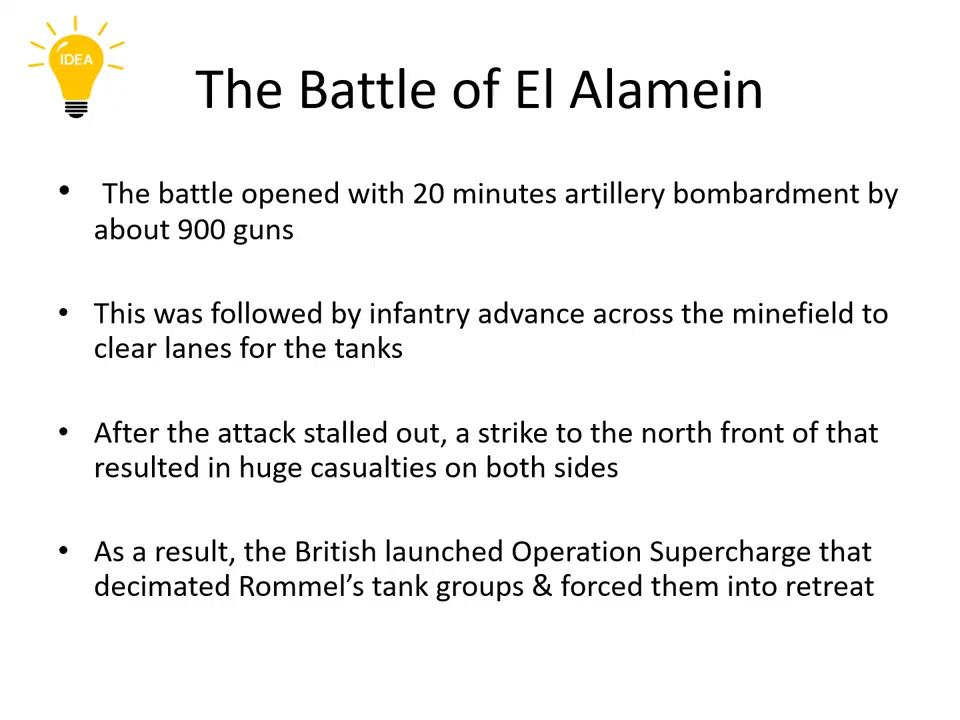 IDEA
The Battle of El Alamein
• The battle opened with 20 minutes artillery bombardment by
about 900 guns
• This was followed by infantry advance across the minefield to
clear lanes for the tanks
• After the attack stalled out, a strike to the north front of that
resulted in huge casualties on both sides
• As a result, the British launched Operation Supercharge that
decimated Rommel’s tank groups & forced them into retreat